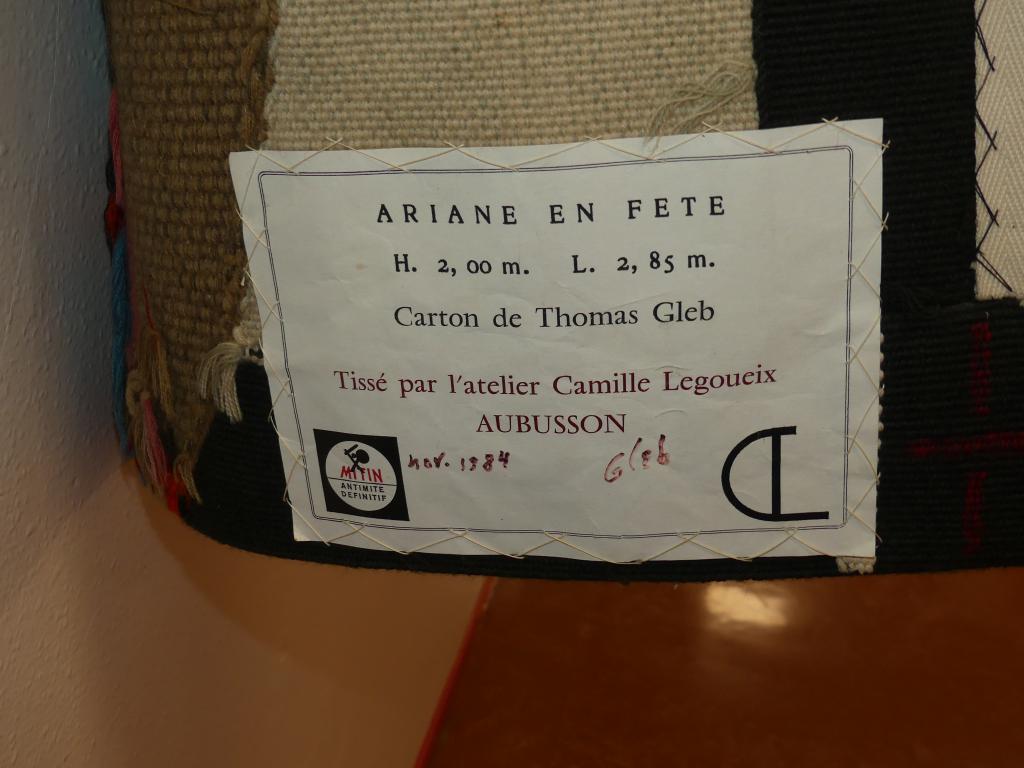 ARIANE EN FETE
H. 2,00 m. L. 2,85 m.
Carton de Thomas Gleb
Tissé par l'atelier Camille Legoueix
AUBUSSON
MITIN
ANTIMITE
DEFINITIF
nov. 1984 Gleb